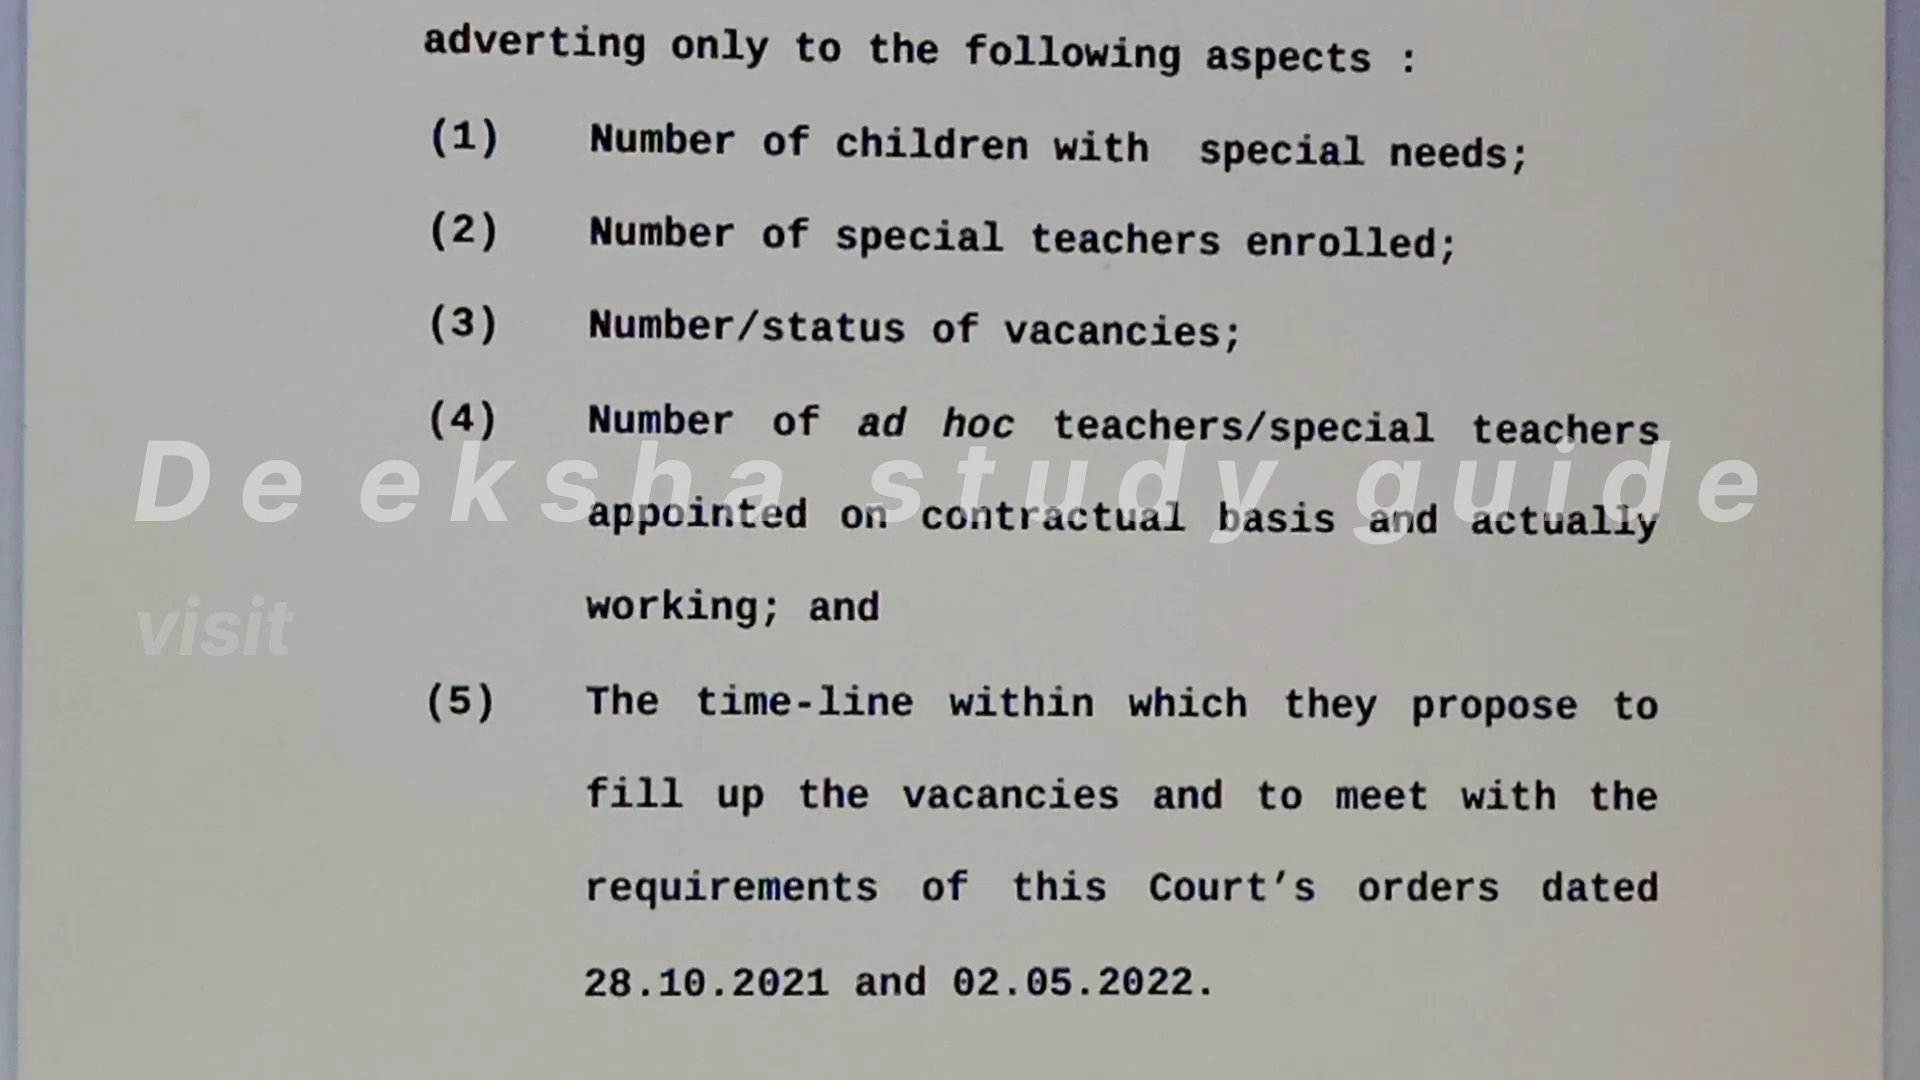 adverting only to the following aspects :
(1) Number of children with special needs;
(2) Number of special teachers enrolled;
(3) Number/status of vacancies;
(4) Number of ad hoc teachers/special teachers
Deeksha study guide
appointed on contractual basis and actually
working; and
visit
(5) The time-line within which they propose to
fill up the vacancies and to meet with the
requirements of this Court's orders dated
28.10.2021 and 02.05.2022.